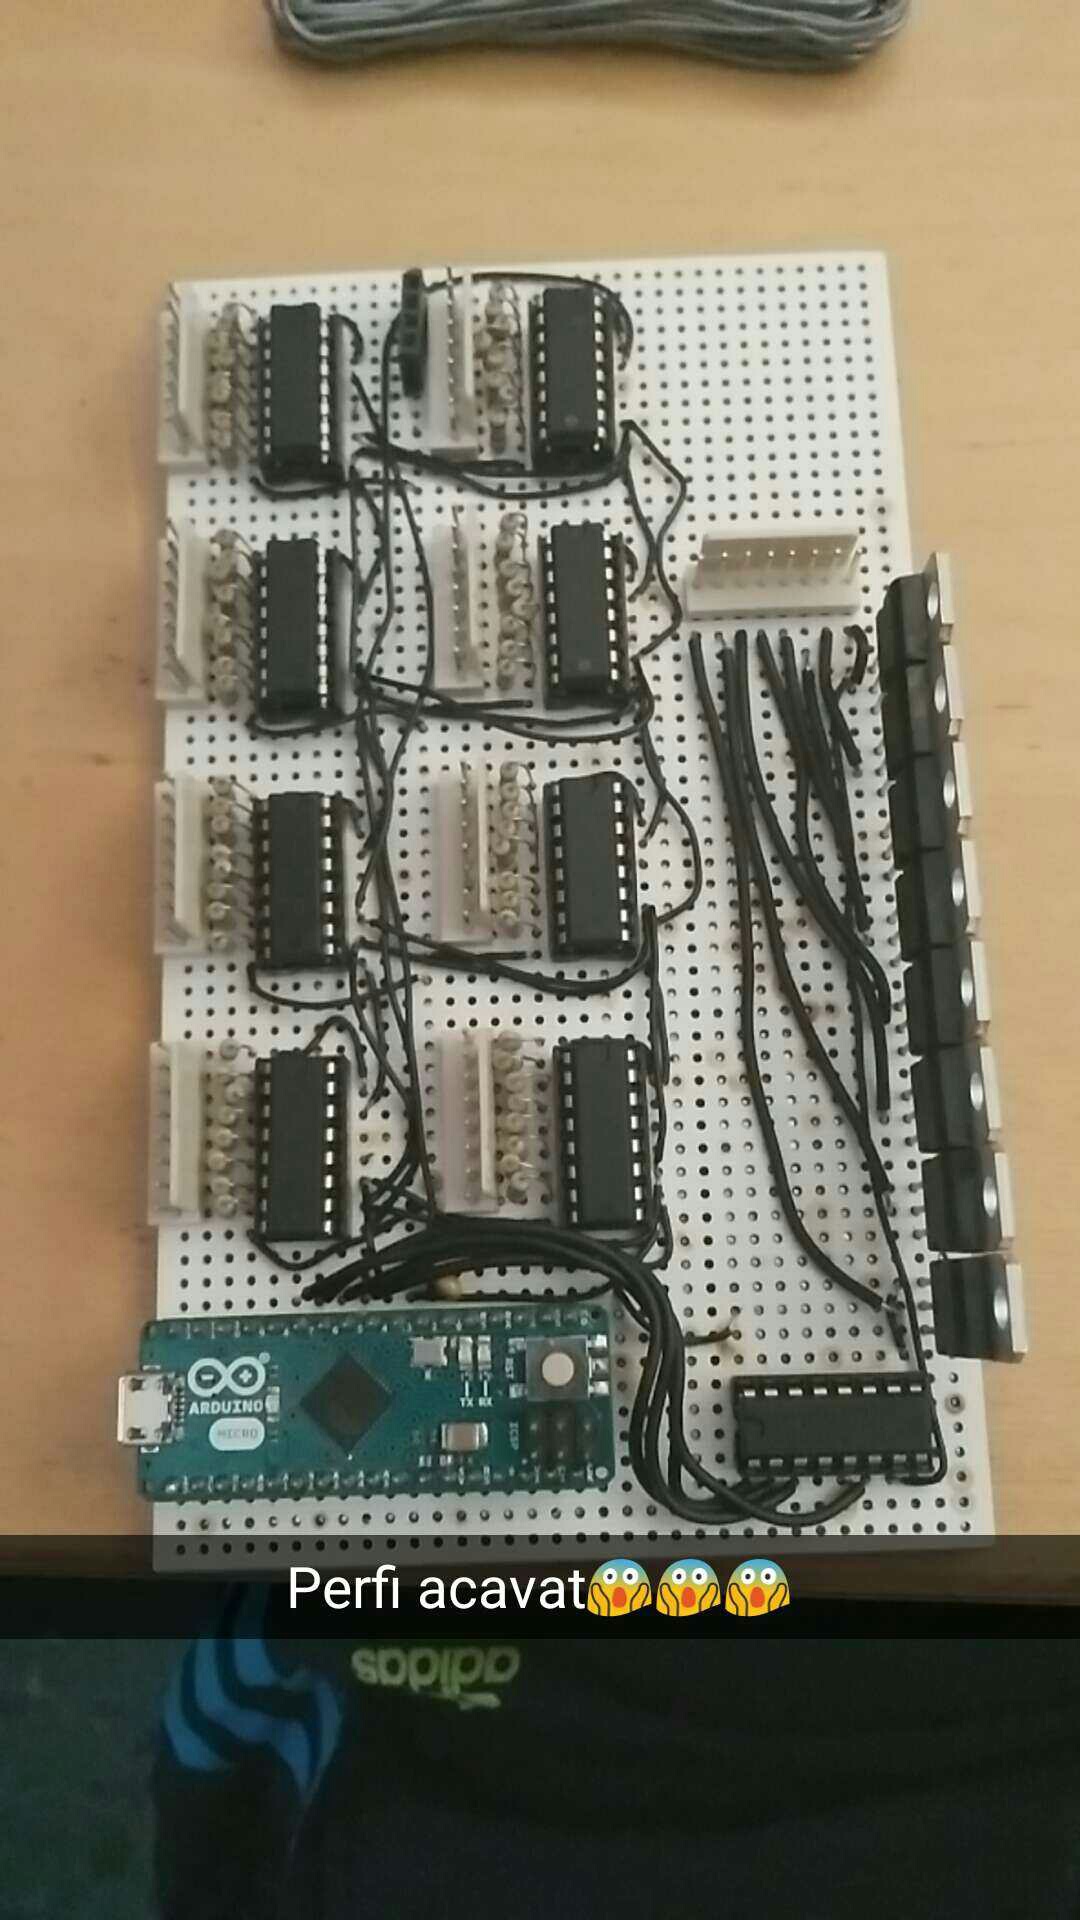 ARDUINO
MICRO
TX RX
RST
ICSP
Perfi acavat😱😱😱
adidas